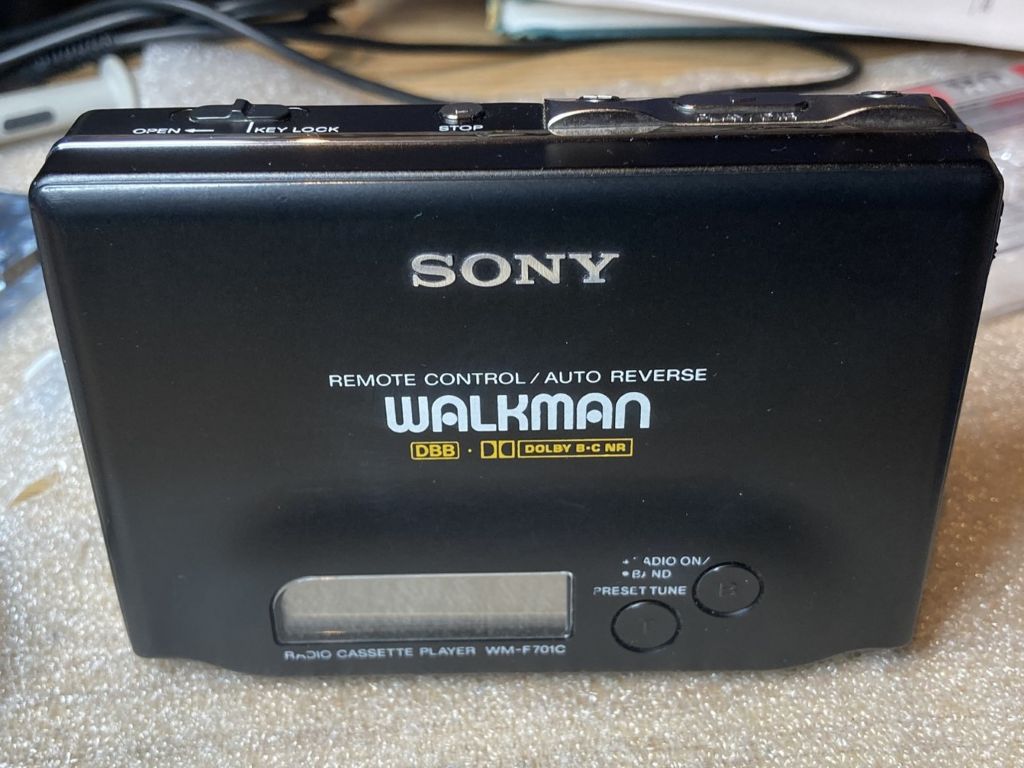 OPEN ← KEY LOCK
STOP
SONY
REMOTE CONTROL / AUTO REVERSE
WALKMAN
DBB · DOLBY B-C NR
ON/
PRESET TUNE
B
T
RADIO CASSETTE PLAYER WM-F701C